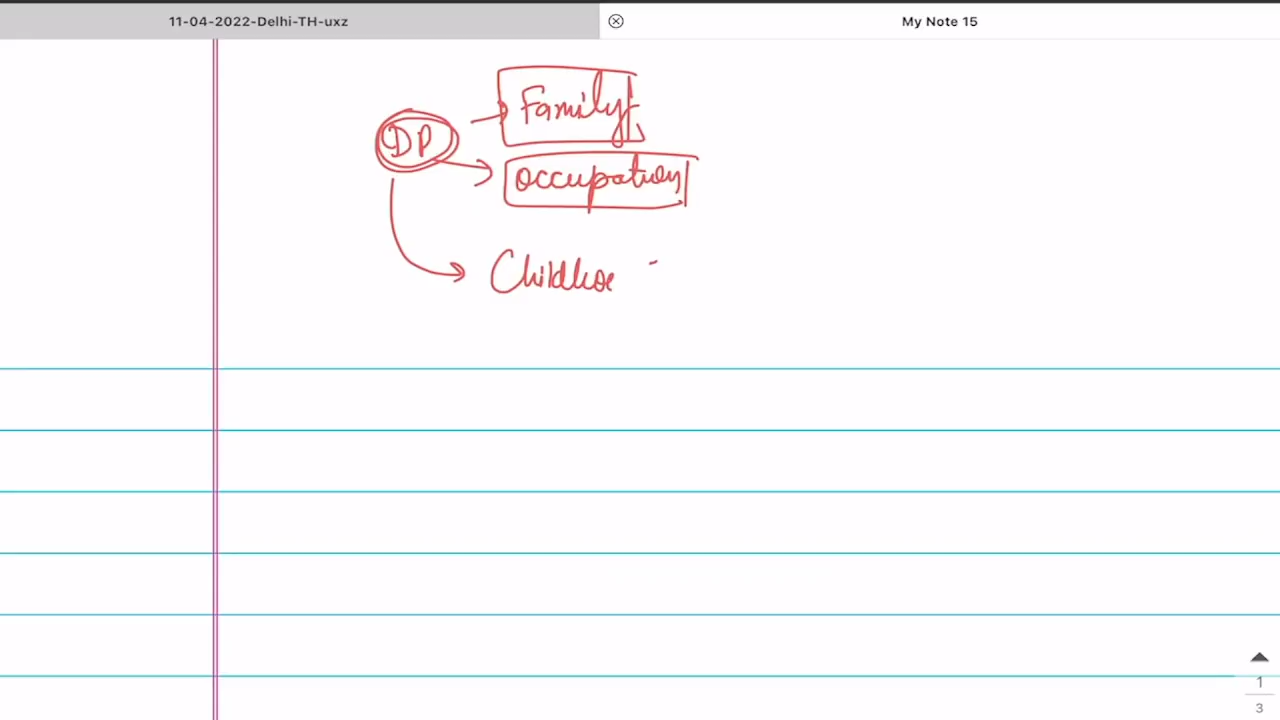 11-04-2022-Delhi-TH-uxz
My Note 15
Family
DP
occupation
Childhoo
1
3